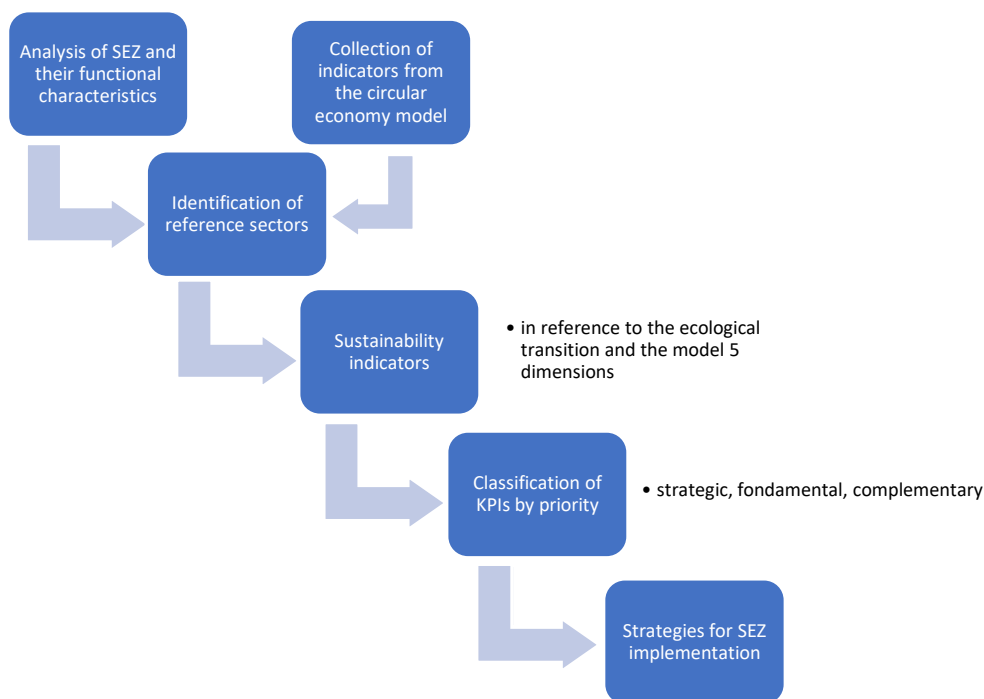 Analysis of SEZ and
their functional
characteristics
Collection of
indicators from
the circular
economy model
Identification of
reference sectors
Sustainability
indicators
• in reference to the ecological
transition and the model 5
dimensions
Classification of
KPIs by priority
• strategic, fondamental, complementary
Strategies for SEZ
implementation